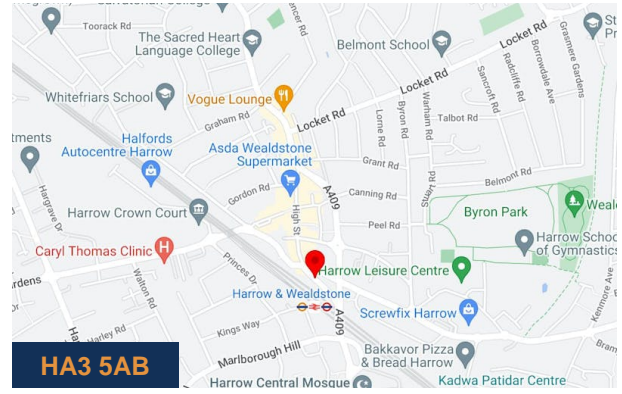 Toorack Rd
The Sacred Heart
Language College
Belmont School
Locket Rd
Grasmere Gardens
Borrowdale Ave
Radcliffe Rd
Sancroft Rd
Whitefriars School
Vogue Lounge
Locket Rd
Graham Rd
Locket Rd
Lorne Rd
Byron Rd
Warham Rd
Talbot Rd
Halfords
Autocentre Harrow
Asda Wealdstone
Supermarket
Grant Rd
Belmont Rd
Hargrave Dr
Gordon Rd
High St
A409
Canning Rd
Stuart Rd
Byron Park
Harrow Crown Court
Peel Rd
Caryl Thomas Clinic
Harrow Leisure Centre
of Gymnastics
Princes Dr
Walton Rd
Harrow & Wealdstone
Screwfix Harrow
Kenmore Ave
Kings Way
A409
Harley Rd
Marlborough Hill
Bakkavor Pizza
& Bread Harrow
HA3 5AB
Harrow Central Mosque
Kadwa Patidar Centre